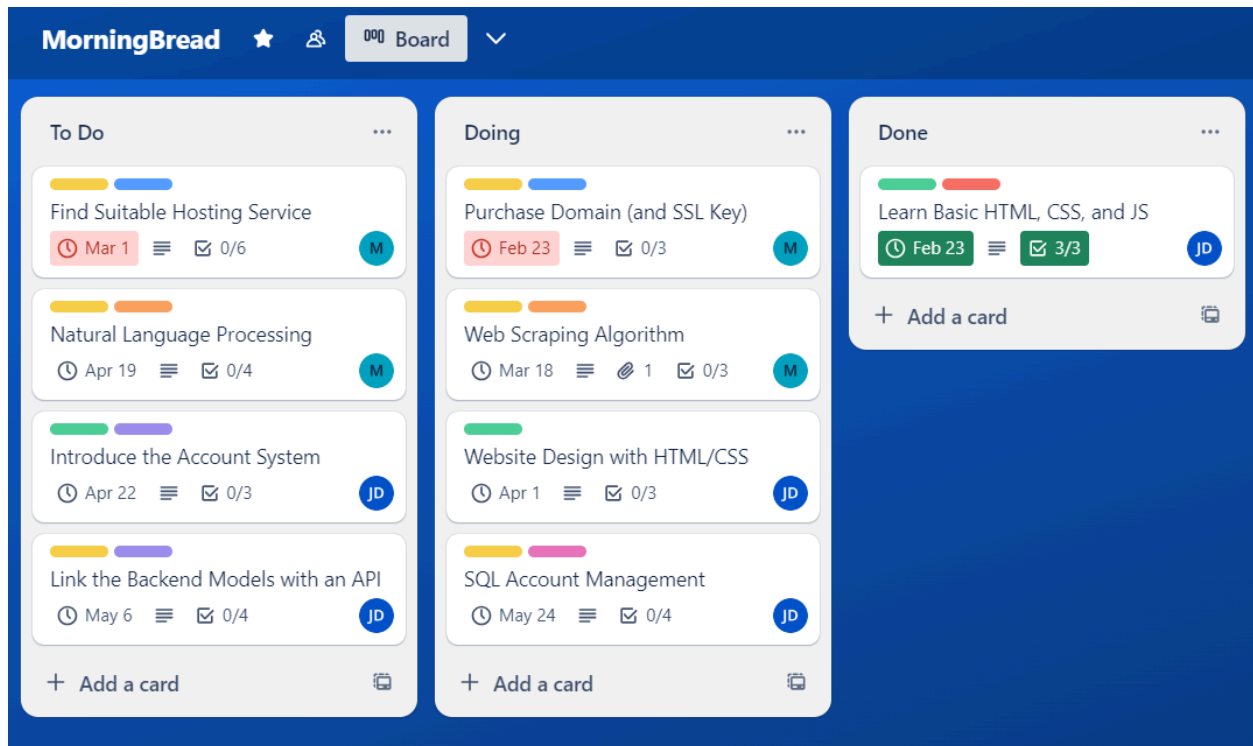 MorningBread Board
To Do
Find Suitable Hosting Service
Mar 1 0/6 M
Natural Language Processing
Apr 19 0/4 M
Introduce the Account System
Apr 22 0/3 JD
Link the Backend Models with an API
May 6 0/4 JD
+ Add a card
Doing
Purchase Domain (and SSL Key)
Feb 23 0/3 M
Web Scraping Algorithm
Mar 18 1 0/3 M
Website Design with HTML/CSS
Apr 1 0/3 JD
SQL Account Management
May 24 0/4 JD
+ Add a card
Done
Learn Basic HTML, CSS, and JS
Feb 23 3/3 JD
+ Add a card